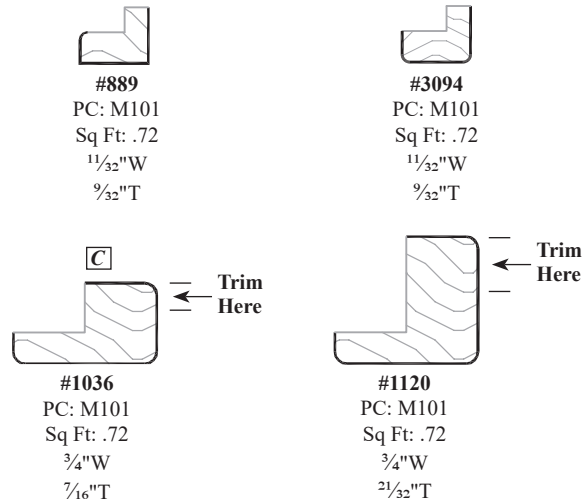 #889
PC: M101
Sq Ft: .72
¹¹⁄₃₂"W
⁹⁄₃₂"T
#3094
PC: M101
Sq Ft: .72
¹¹⁄₃₂"W
⁹⁄₃₂"T
C
Trim
Here
#1036
PC: M101
Sq Ft: .72
¾"W
⁷⁄₁₆"T
Trim
Here
#1120
PC: M101
Sq Ft: .72
¾"W
²¹⁄₃₂"T